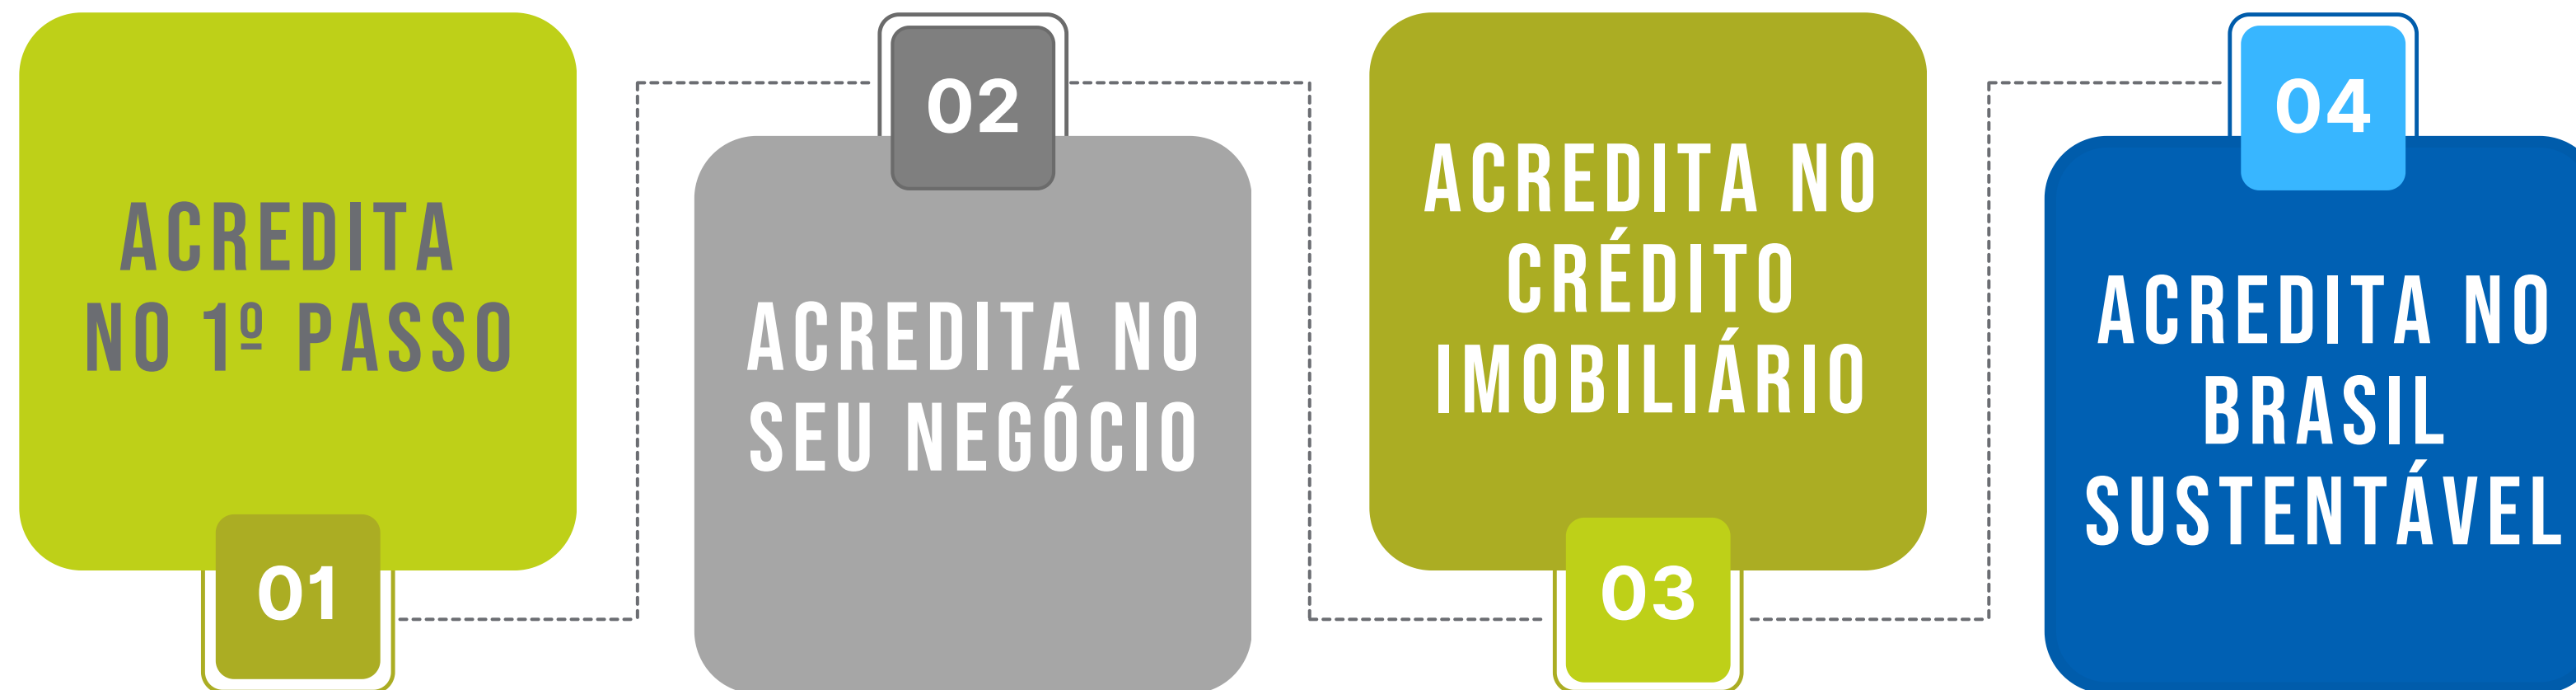 ACREDITA
NO 1º PASSO
01
02
ACREDITA NO
SEU NEGÓCIO
ACREDITA NO
CRÉDITO
IMOBILIÁRIO
03
04
ACREDITA NO
BRASIL
SUSTENTÁVEL